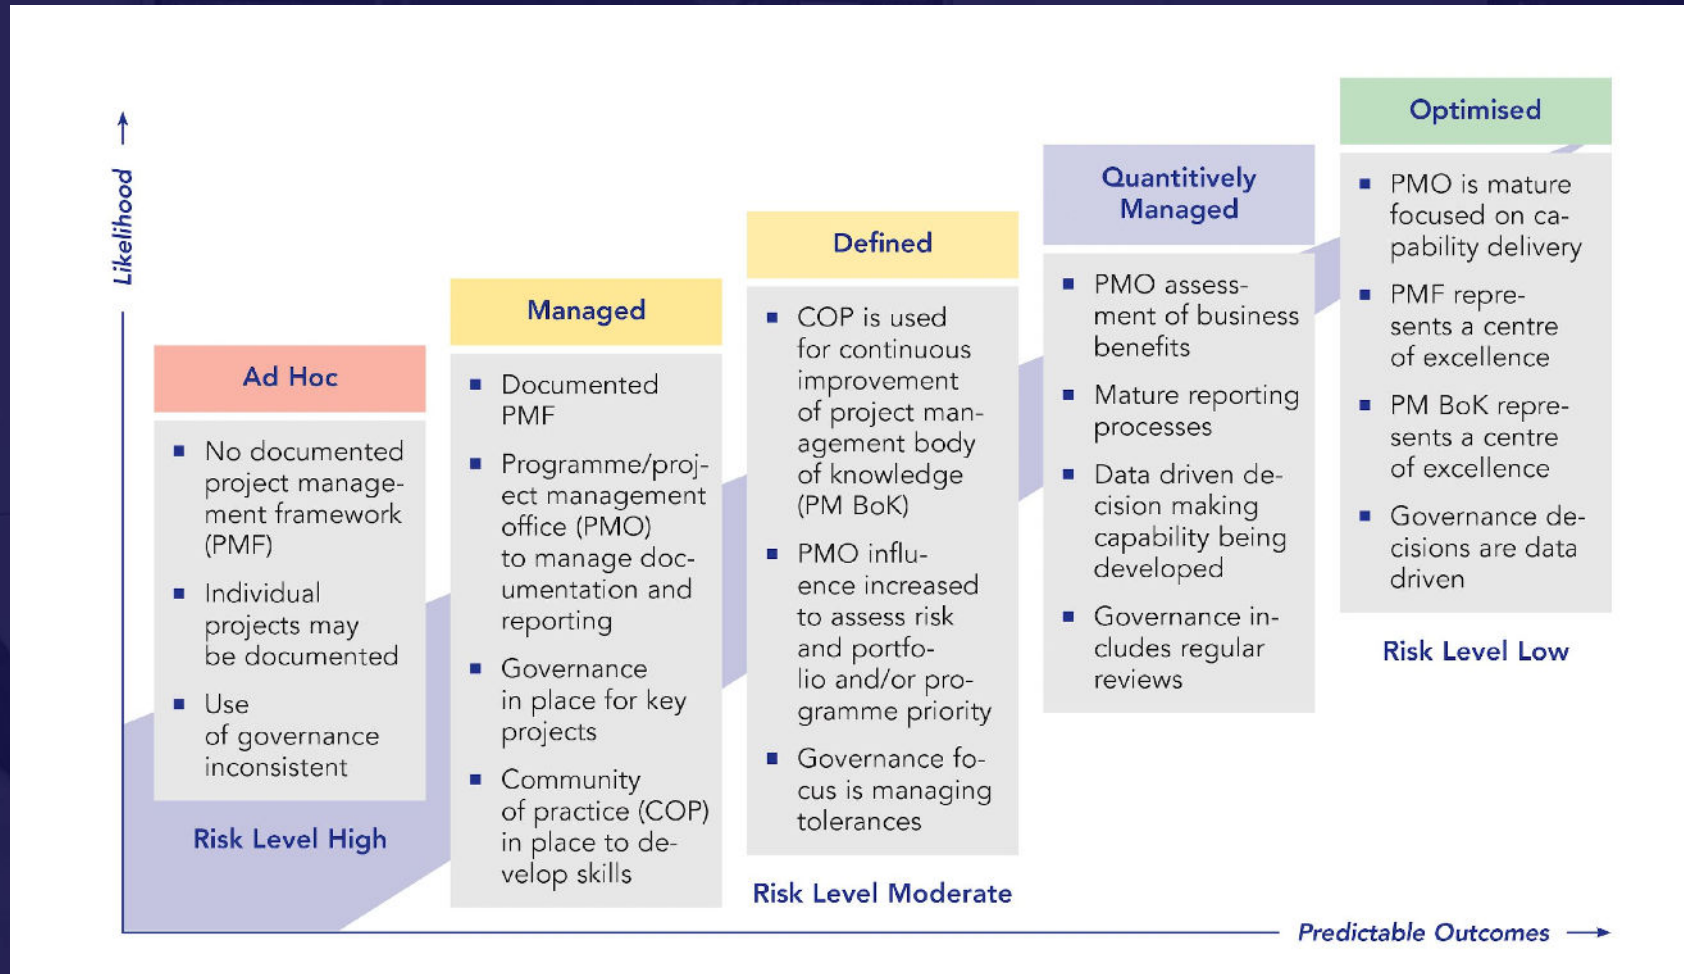 Likelihood
Ad Hoc
No documented
project manage-
ment framework
(PMF)
Individual
projects may
be documented
Use
of governance
inconsistent
Risk Level High
Managed
Documented
PMF
Programme/proj-
ect management
office (PMO)
to manage doc-
umentation and
reporting
Governance
in place for key
projects
Community
of practice (COP)
in place to de-
velop skills
Defined
COP is used
for continuous
improvement
of project man-
agement body
of knowledge
(PM BoK)
PMO influ-
ence increased
to assess risk
and portfo-
lio and/or pro-
gramme priority
Governance fo-
cus is managing
tolerances
Risk Level Moderate
Quantitively
Managed
PMO assess-
ment of business
benefits
Mature reporting
processes
Data driven de-
cision making
capability being
developed
Governance in-
cludes regular
reviews
Optimised
PMO is mature
focused on ca-
pability delivery
PMF repre-
sents a centre
of excellence
PM BoK repre-
sents a centre
of excellence
Governance de-
cisions are data
driven
Risk Level Low
Predictable Outcomes